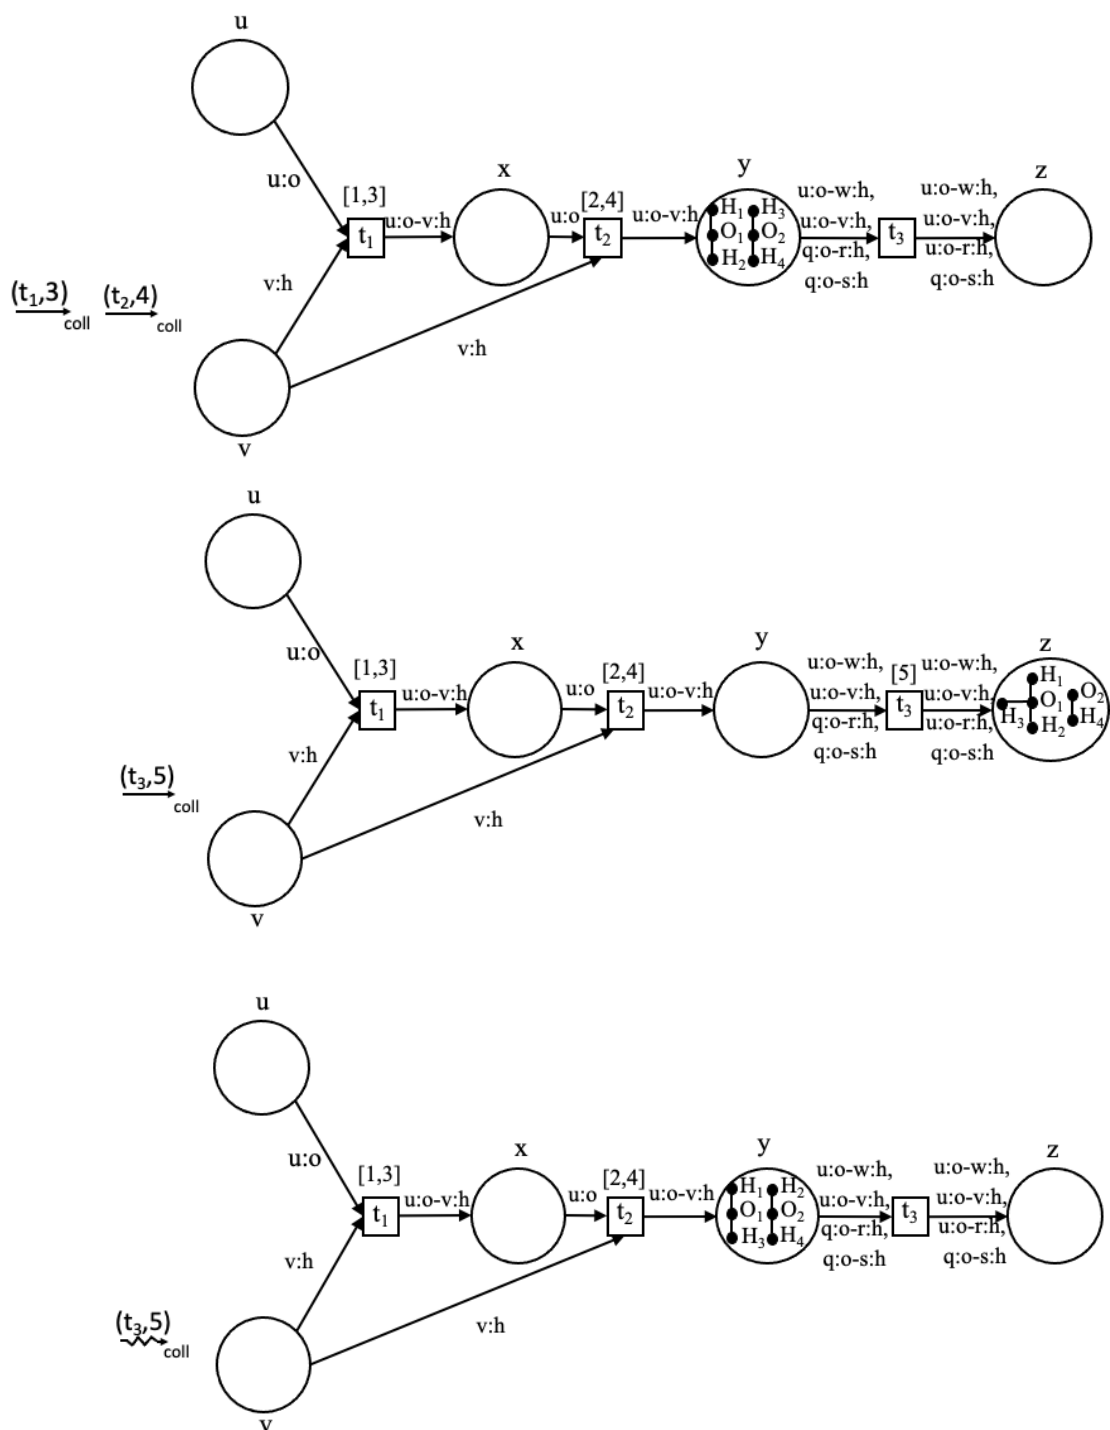 u
x
y
z
u:o
[1,3]
t1
u:o-v:h
u:o
[2,4]
t2
u:o-v:h
H1 H3
O1 O2
H2 H4
u:o-w:h,
u:o-v:h,
q:o-r:h,
q:o-s:h
t3
u:o-w:h,
u:o-v:h,
u:o-r:h,
q:o-s:h
v:h
(t1,3) coll (t2,4) coll
v:h
v
u
x
y
z
u:o
[1,3]
t1
u:o-v:h
u:o
[2,4]
t2
u:o-v:h
u:o-w:h,
u:o-v:h,
q:o-r:h,
q:o-s:h
[5]
t3
u:o-w:h,
u:o-v:h,
u:o-r:h,
q:o-s:h
H1
O1 O2
H3 H2 H4
v:h
(t3,5) coll
v:h
v
u
x
y
z
u:o
[1,3]
t1
u:o-v:h
u:o
[2,4]
t2
u:o-v:h
H1 H2
O1 O2
H3 H4
u:o-w:h,
u:o-v:h,
q:o-r:h,
q:o-s:h
t3
u:o-w:h,
u:o-v:h,
u:o-r:h,
q:o-s:h
v:h
(t3,5) coll
v:h
v